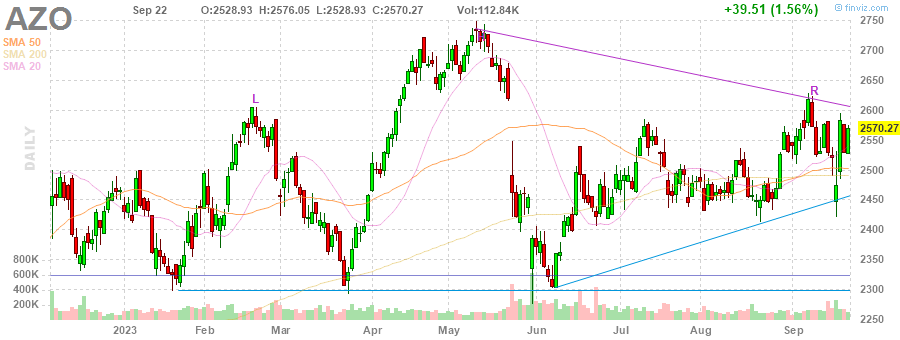 AZO Sep 22 O:2528.93 H:2576.05 L:2528.93 C:2570.27 Vol:112.84K +39.51 (1.56%) © finviz.com
SMA 50
SMA 200
SMA 20
DAILY
L
R
2750
2700
2650
2600
2570.27
2550
2500
2450
2400
2350
2300
2250
800K
600K
400K
200K
2023 Feb Mar Apr May Jun Jul Aug Sep